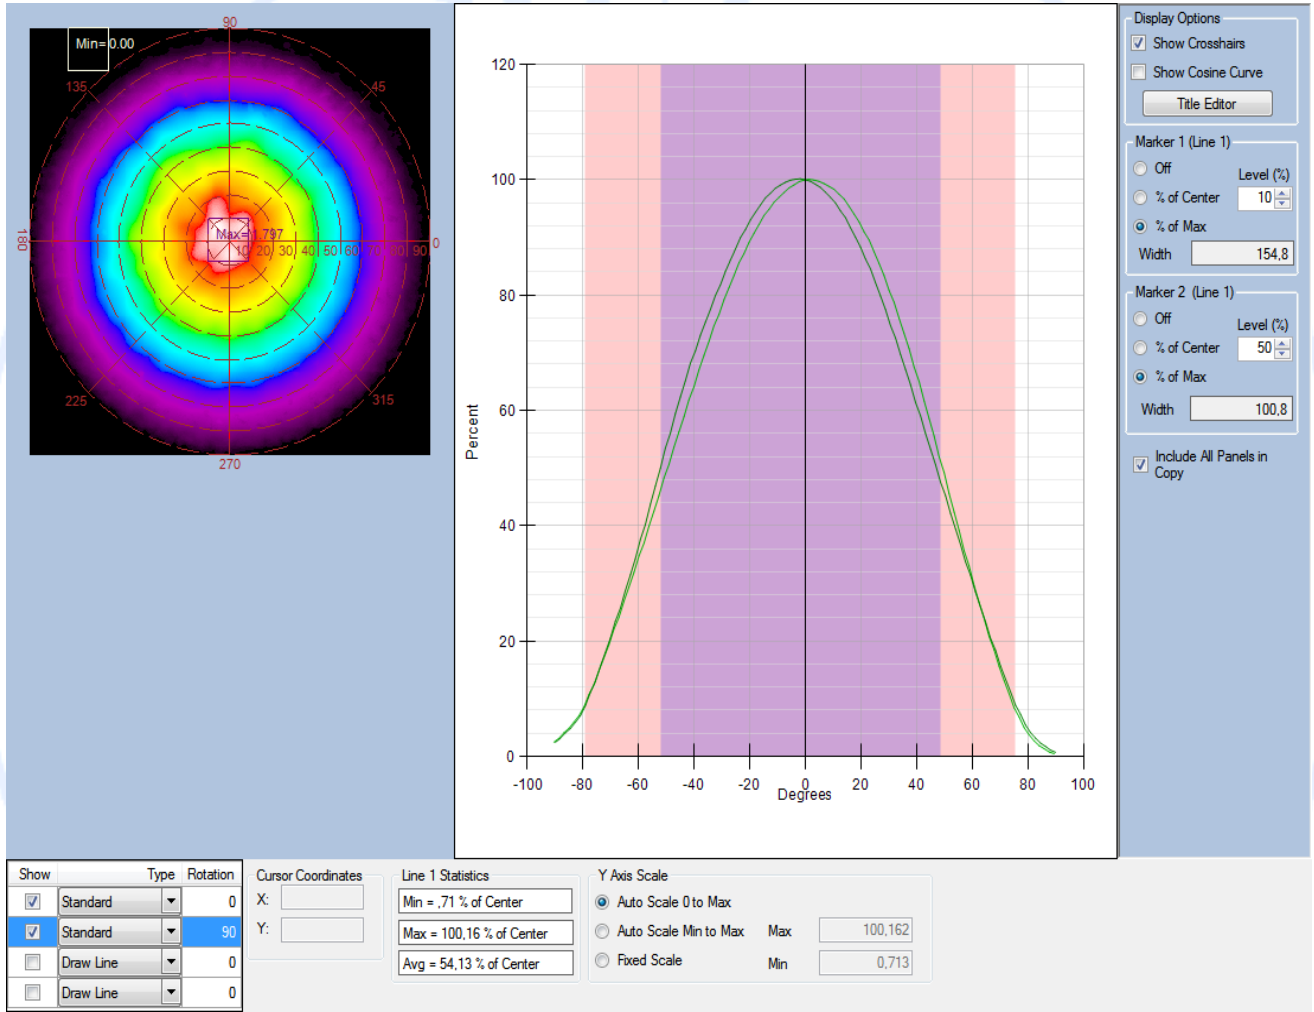 90
Min=0.00
135
45
180
Max=1.797
10 20 30 40 50 60 70 80 90
0
225
315
270
120
100
80
60
40
20
0
Percent
-100 -80 -60 -40 -20 0 20 40 60 80 100
Degrees
Display Options
Show Crosshairs
Show Cosine Curve
Title Editor
Marker 1 (Line 1)
Off
Level (%)
% of Center
10
% of Max
Width
154,8
Marker 2 (Line 1)
Off
Level (%)
% of Center
50
% of Max
Width
100,8
Include All Panels in
Copy
Show Type Rotation
Standard 0
Standard 90
Draw Line 0
Draw Line 0
Cursor Coordinates
X:
Y:
Line 1 Statistics
Min = ,71 % of Center
Max = 100,16 % of Center
Avg = 54,13 % of Center
Y Axis Scale
Auto Scale 0 to Max
Auto Scale Min to Max Max 100,162
Fixed Scale Min 0,713